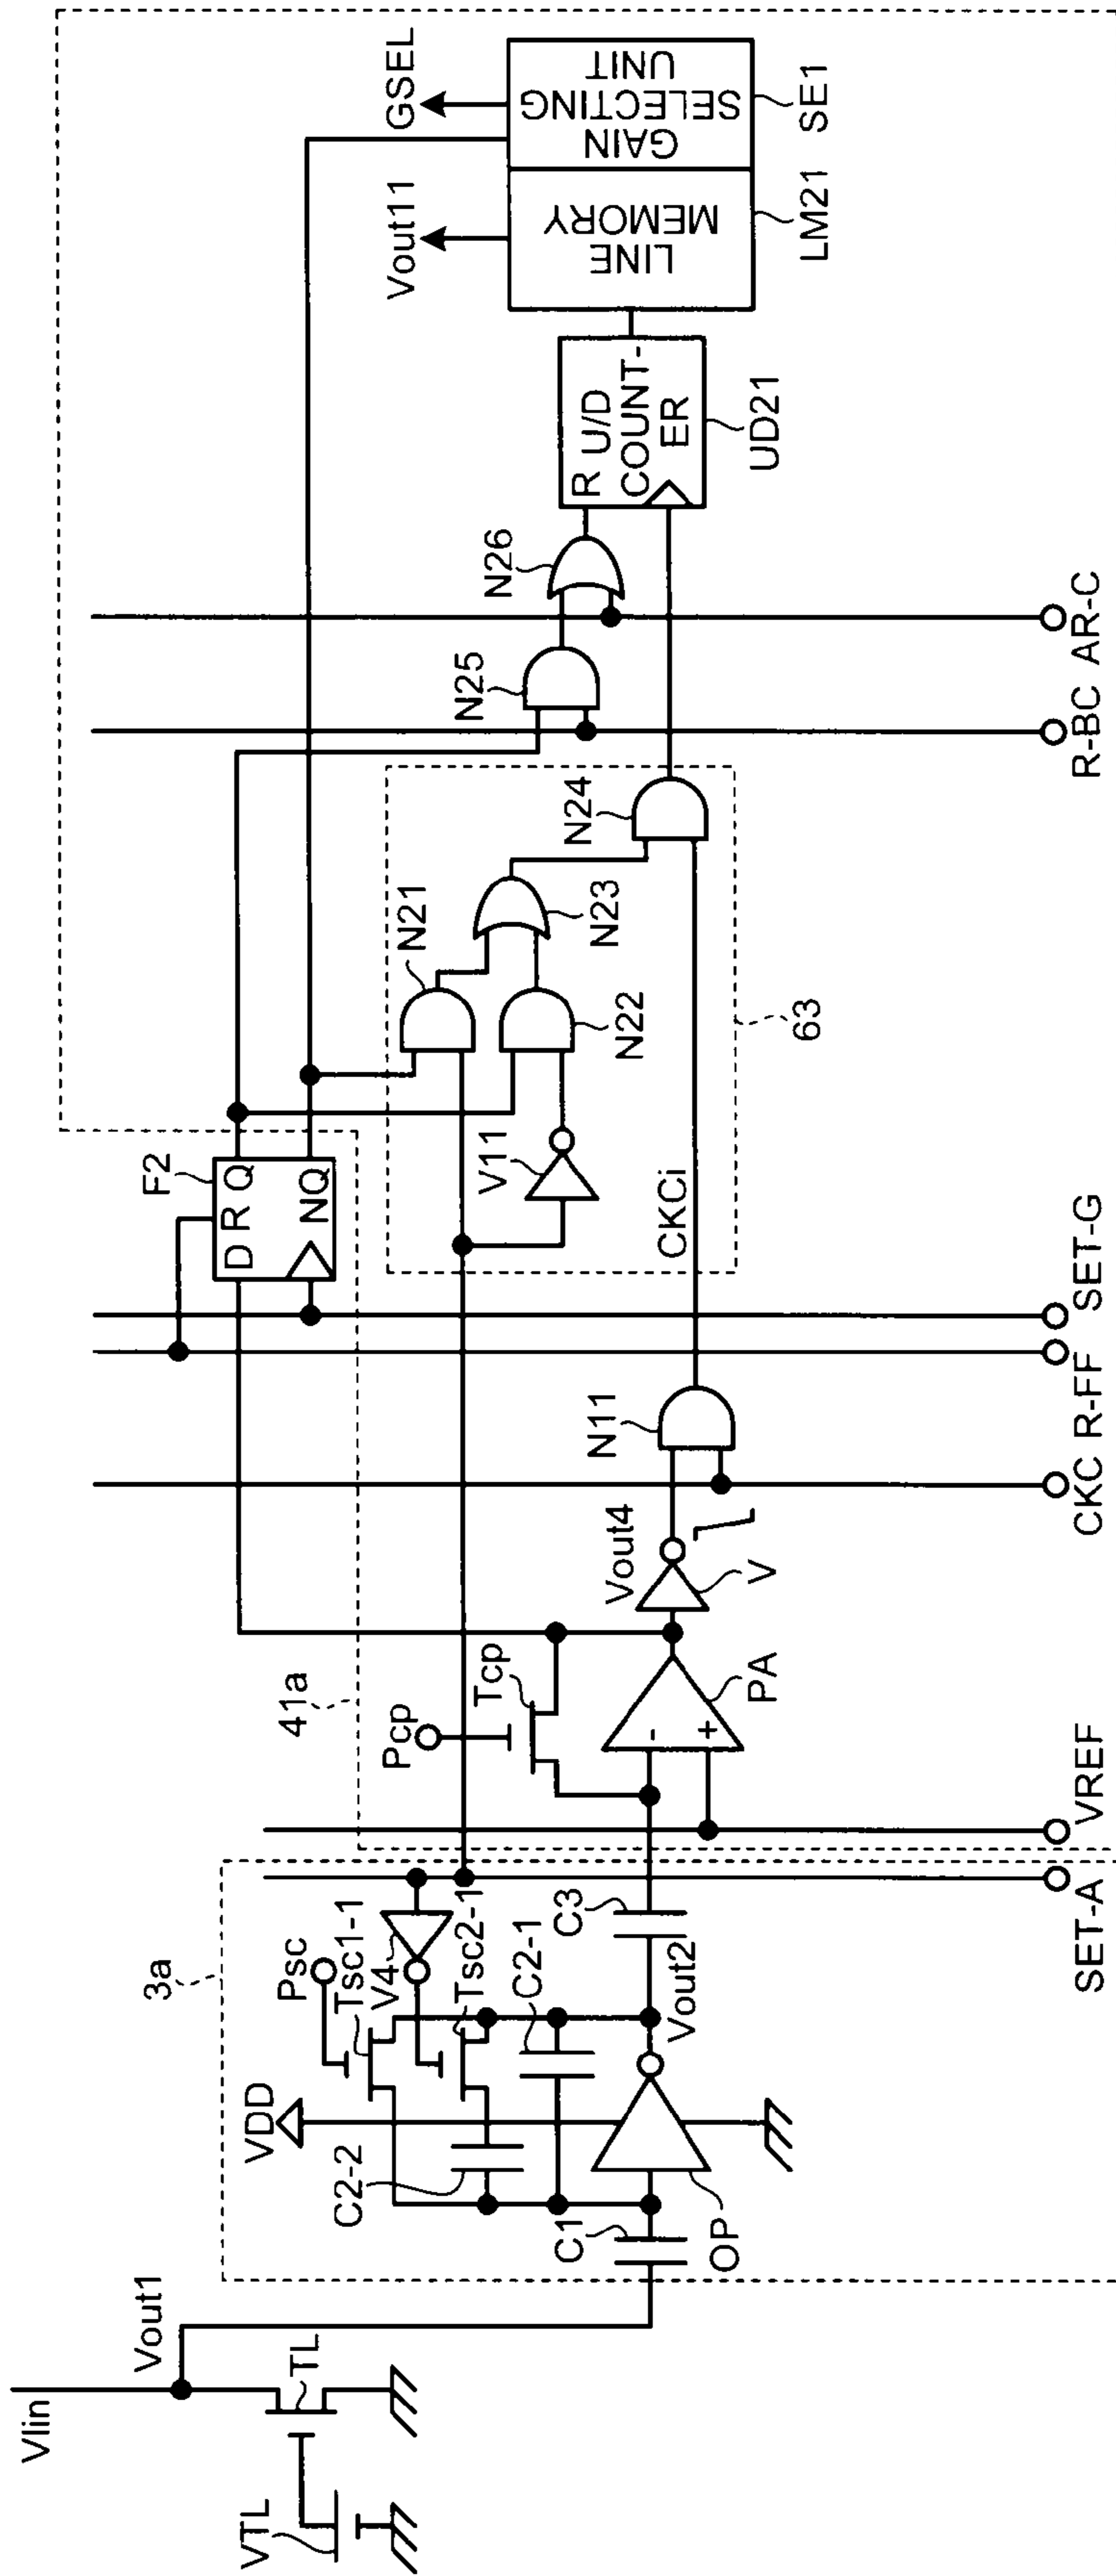 Vlin
Vout1
VTL
TL
3a
VDD
Psc
Tsc1-1
V4
Tsc2-1
C2-2
C2-1
C1
OP
Vout2
C3
SET-A
VREF
41a
Pcp
Tcp
-
+
PA
Vout4
V
CKC
R-FF
SET-G
N11
F2
D R Q
NQ
V11
CKCi
N21
N22
N23
N24
63
N25
N26
R-BC
AR-C
R
U/D
COUNT-
ER
UD21
Vout11
GSEL
LINE
MEMORY
GAIN
SELECTING
UNIT
LM21
SE1